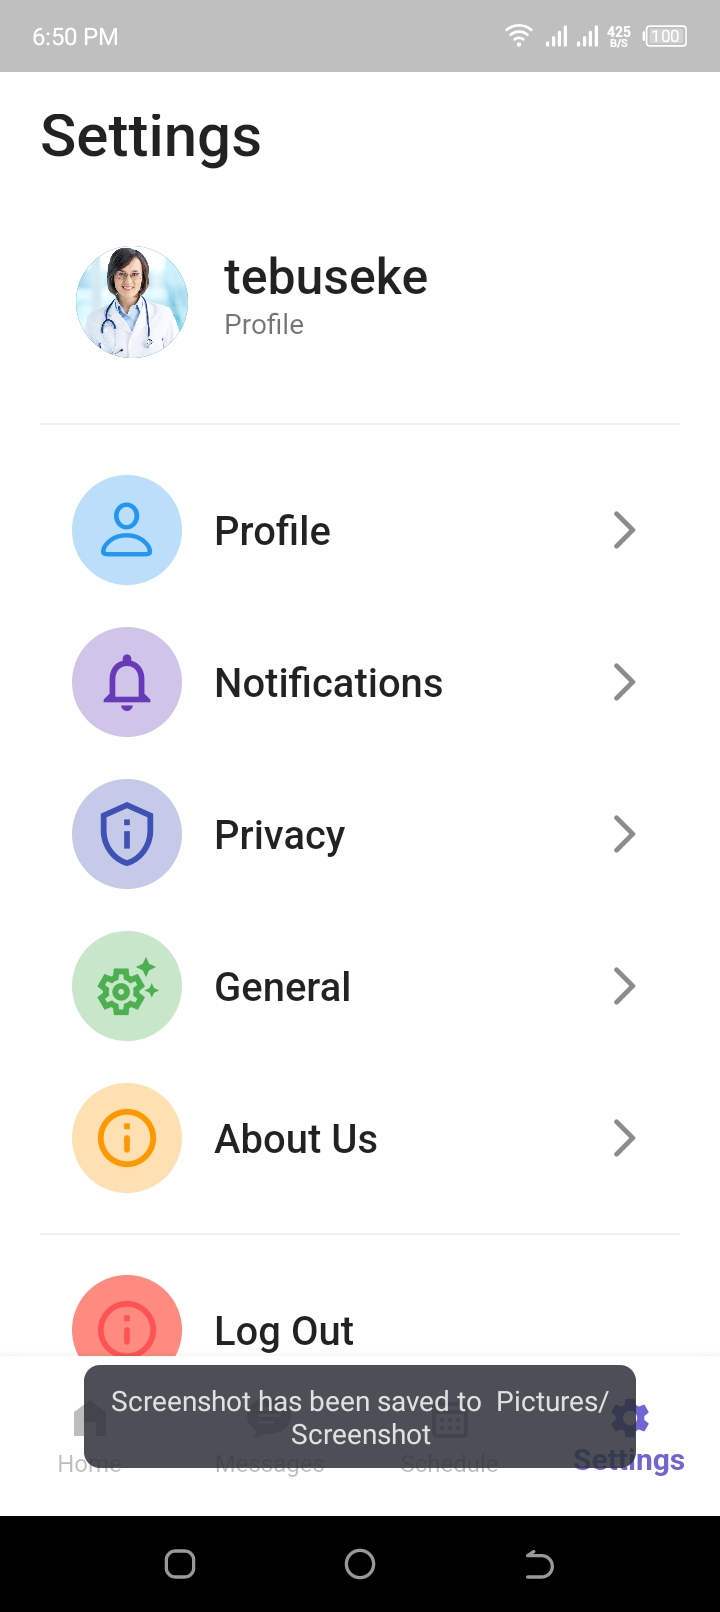 6:50 PM 425 B/S 100
Settings
tebuseke
Profile
Profile
Notifications
Privacy
General
About Us
Log Out
Screenshot has been saved to Pictures/
Screenshot
Home Messages Schedule Settings